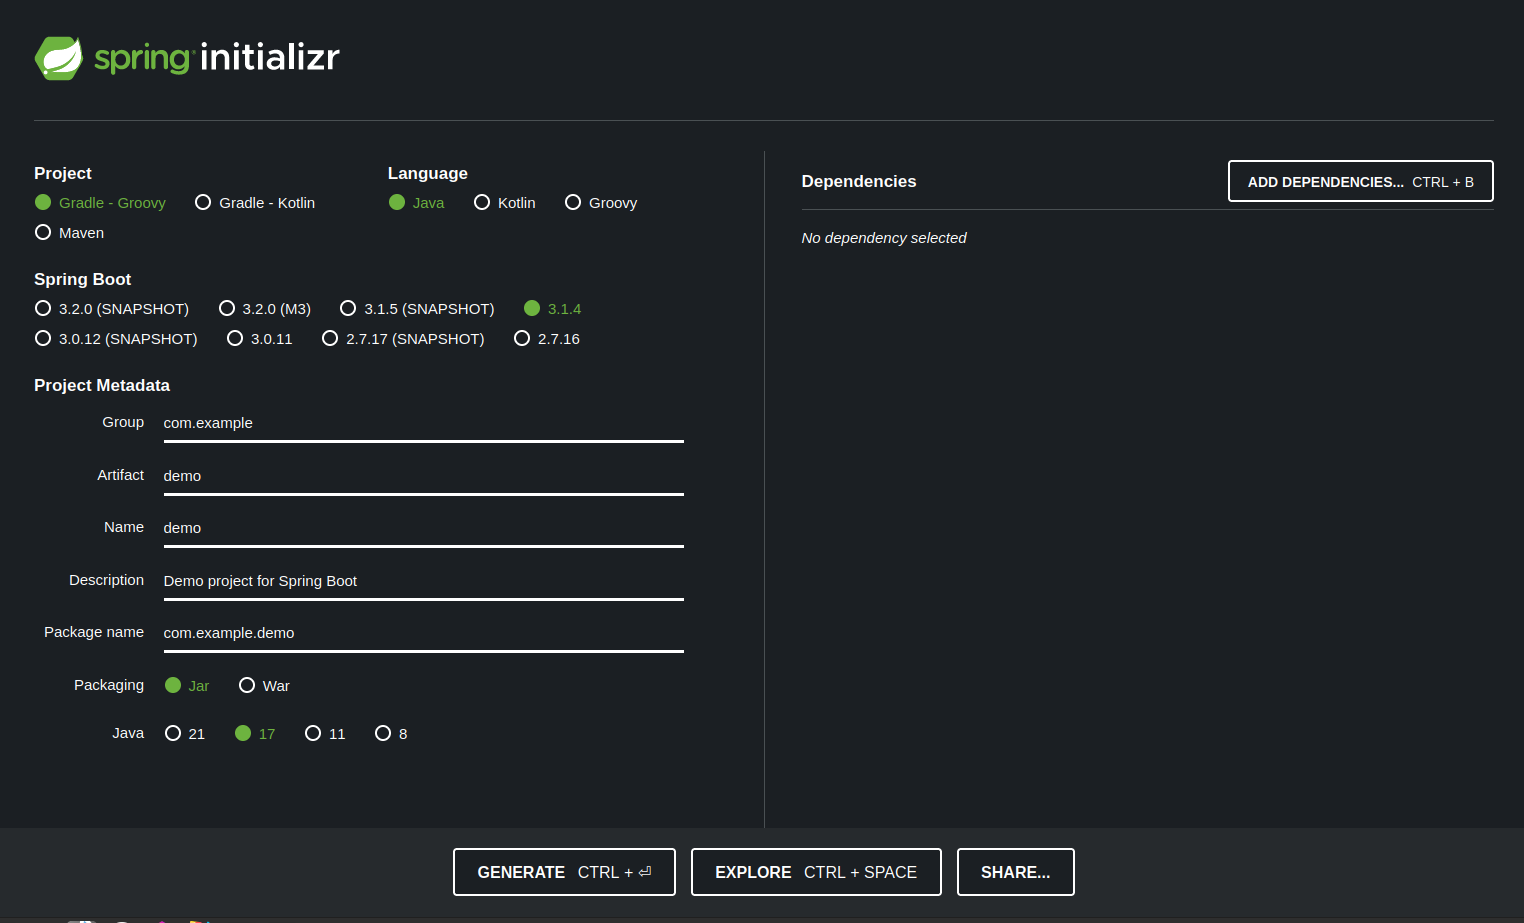 spring initializr
Project
Gradle - Groovy Gradle - Kotlin
Maven
Language
Java Kotlin Groovy
Spring Boot
3.2.0 (SNAPSHOT) 3.2.0 (M3) 3.1.5 (SNAPSHOT) 3.1.4
3.0.12 (SNAPSHOT) 3.0.11 2.7.17 (SNAPSHOT) 2.7.16
Project Metadata
Group com.example
Artifact demo
Name demo
Description Demo project for Spring Boot
Package name com.example.demo
Packaging Jar War
Java 21 17 11 8
Dependencies ADD DEPENDENCIES... CTRL + B
No dependency selected
GENERATE CTRL + ⏎ EXPLORE CTRL + SPACE SHARE...